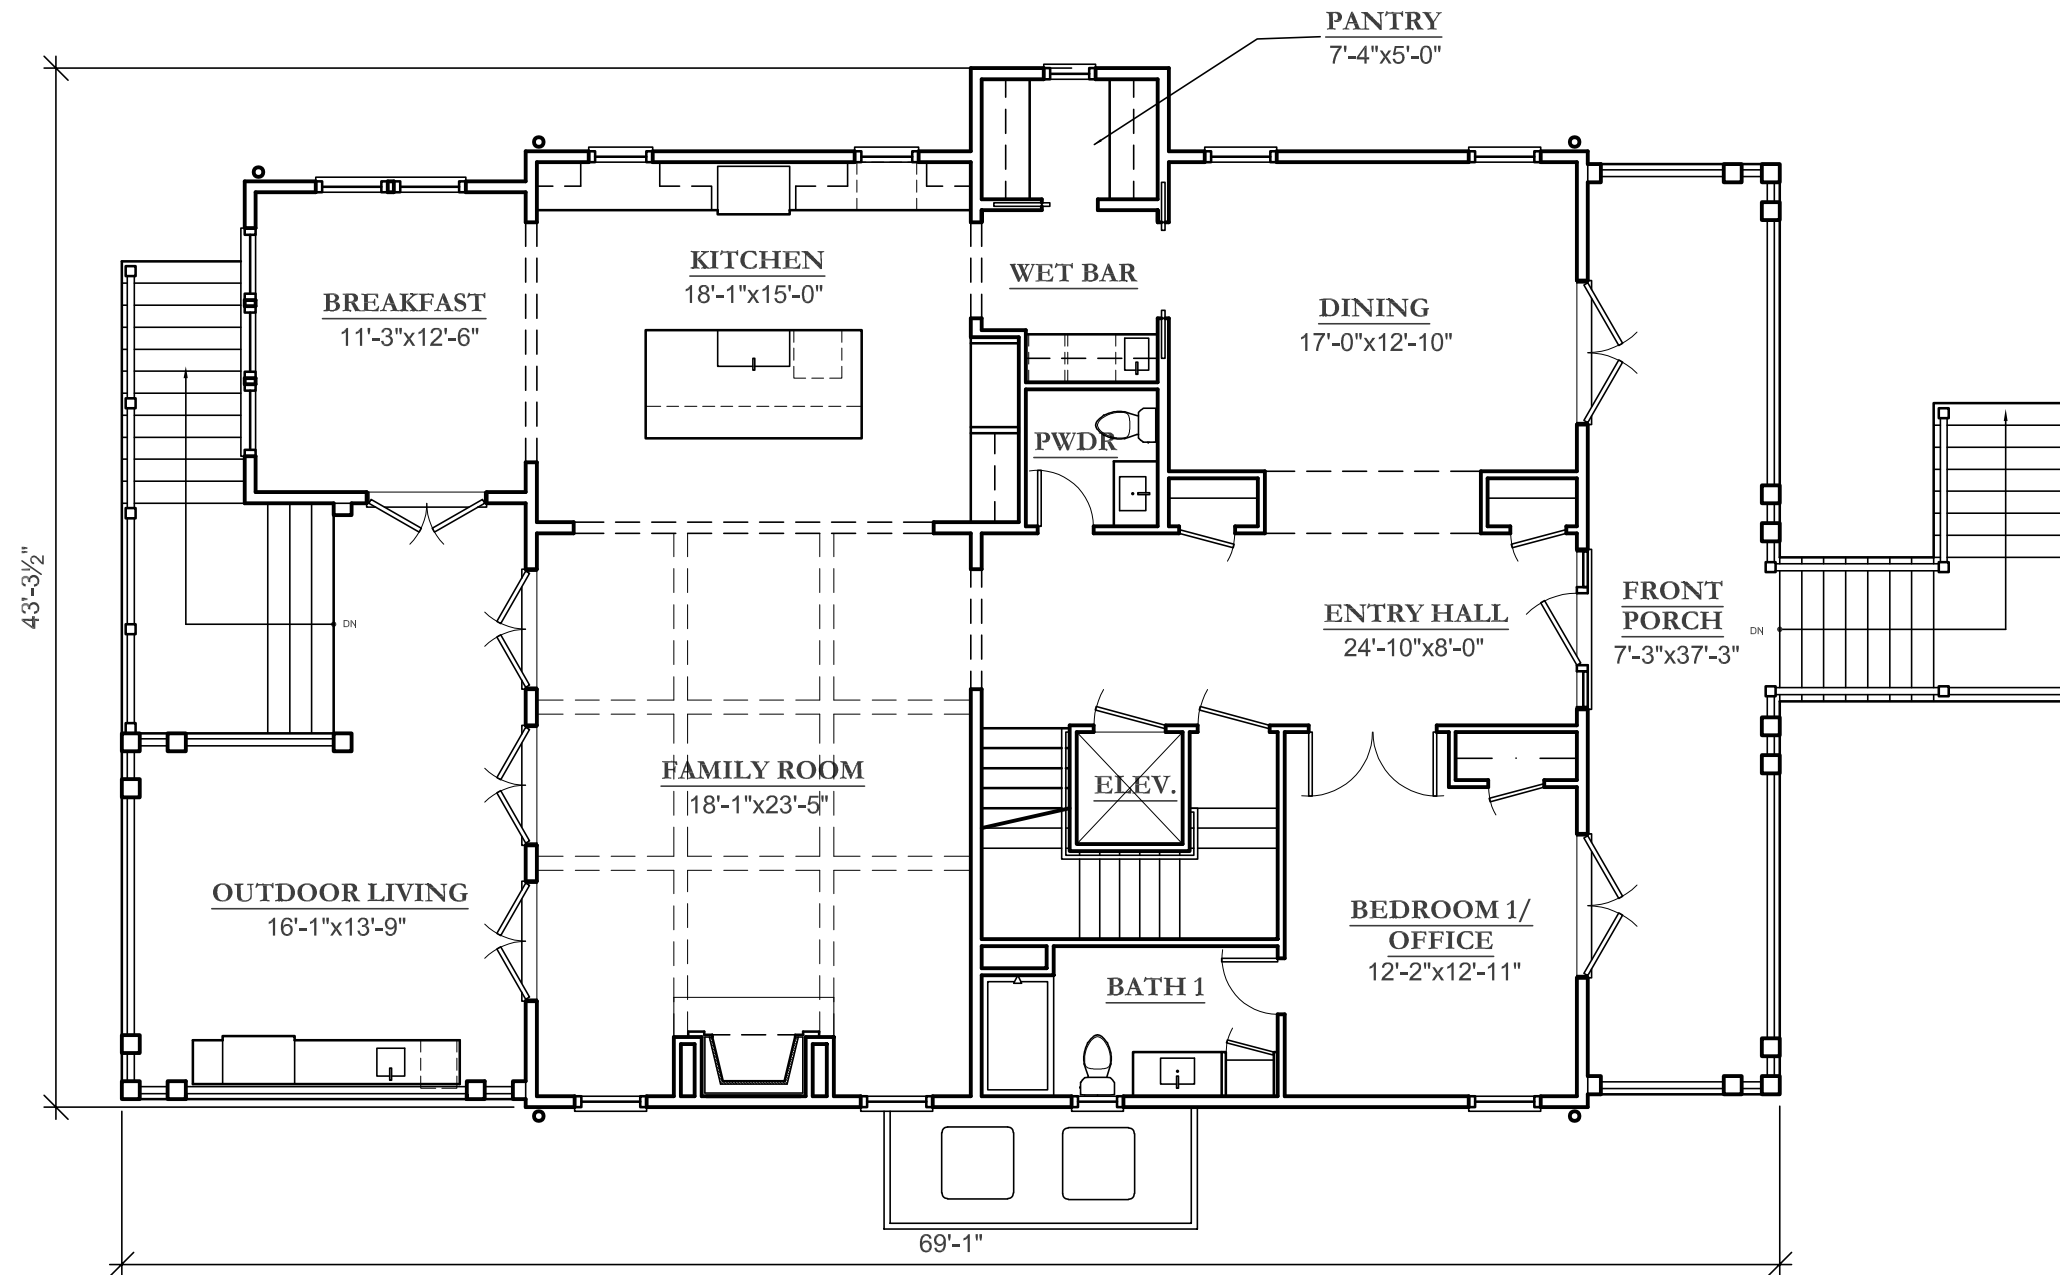 PANTRY
7'-4"x5'-0"
KITCHEN
18'-1"x15'-0"
WET BAR
BREAKFAST
11'-3"x12'-6"
DINING
17'-0"x12'-10"
PWDR
43'-3½"
DN
ENTRY HALL
24'-10"x8'-0"
FRONT
PORCH
7'-3"x37'-3"
DN
FAMILY ROOM
18'-1"x23'-5"
ELEV.
OUTDOOR LIVING
16'-1"x13'-9"
BEDROOM 1/
OFFICE
12'-2"x12'-11"
BATH 1
69'-1"